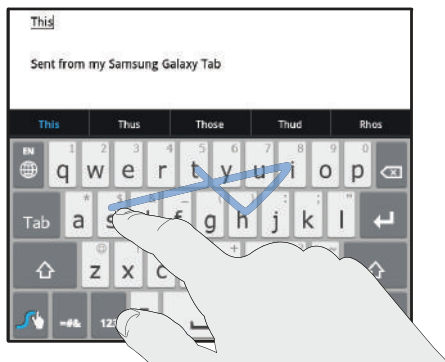 This
Sent from my Samsung Galaxy Tab
This Thus Those Thud Rhos
EN 1 2 3 4 5 6 7 8 9 0
q w e r t y u i o p
* $ & _ ( ) : ; "
Tab a s f g h j k l
@ ! +
z x c
~#& 12